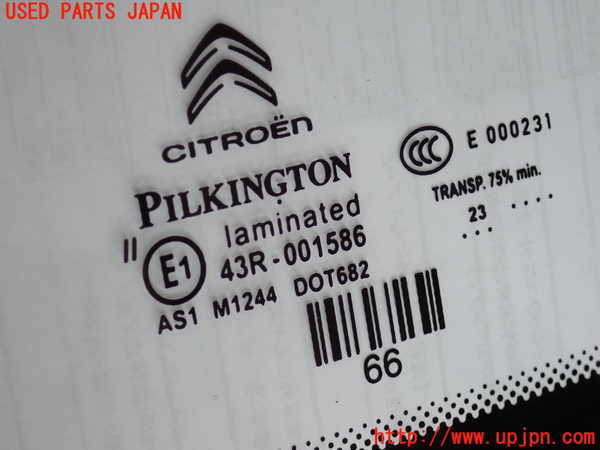 USED PARTS JAPAN
CITROËN
PILKINGTON
laminated
II
E1
43R-001586
AS1 M1244 DOT682
66
CCC
E 000231
TRANSP. 75% min.
23
http://www.upjpn.com/